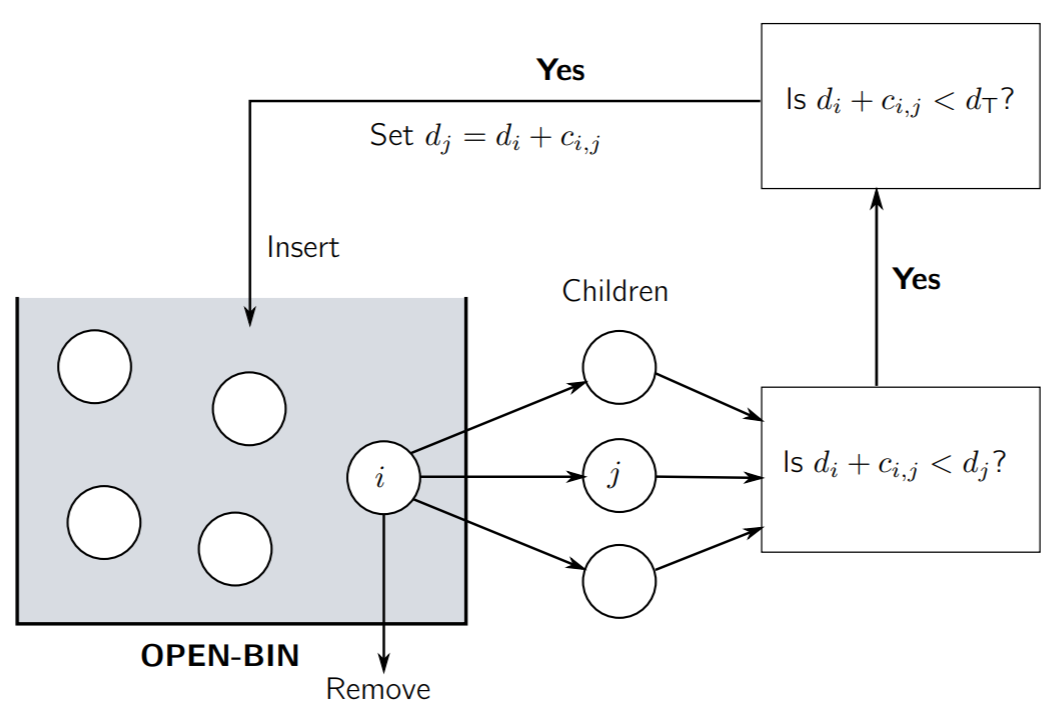 Yes
Is $d_i + c_{i,j} < d_{\mathsf{T}}$?
Set $d_j = d_i + c_{i,j}$
Insert
Yes
Children
i
j
Is $d_i + c_{i,j} < d_j$?
OPEN-BIN
Remove